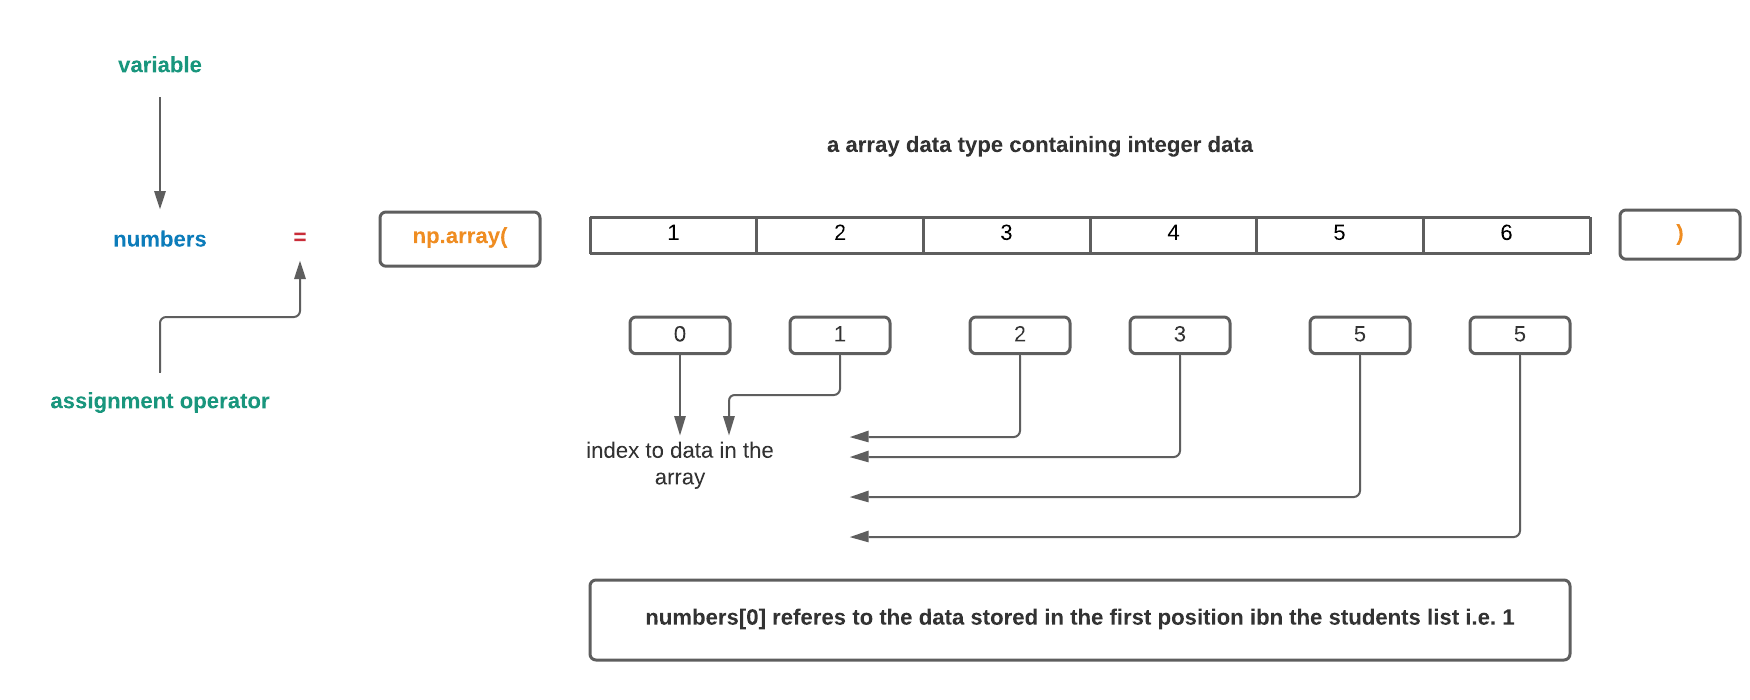 variable
a array data type containing integer data
numbers = np.array( 1 2 3 4 5 6 )
0 1 2 3 5 5
assignment operator
index to data in the
array
numbers[0] referes to the data stored in the first position ibn the students list i.e. 1